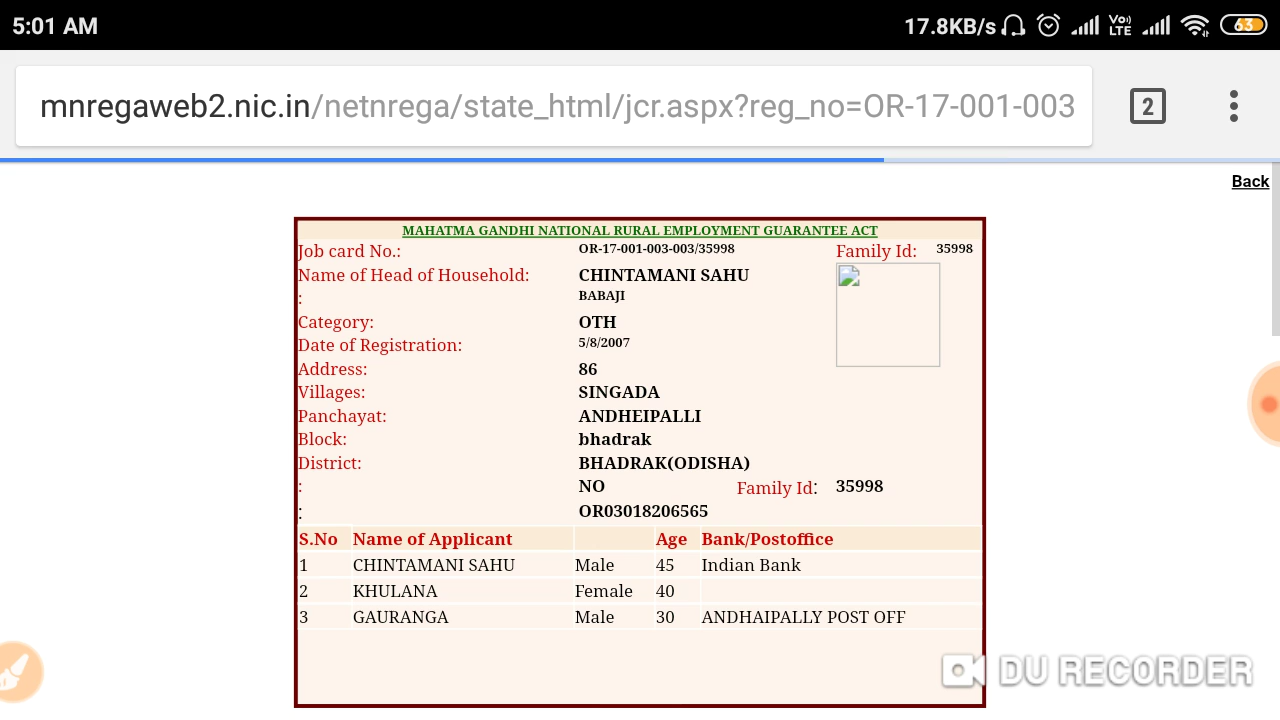 5:01 AM 17.8KB/s Vo)) LTE 63
mnregaweb2.nic.in/netnrega/state_html/jcr.aspx?reg_no=OR-17-001-003 2
Back
MAHATMA GANDHI NATIONAL RURAL EMPLOYMENT GUARANTEE ACT
Job card No.: OR-17-001-003-003/35998 Family Id: 35998
Name of Head of Household: CHINTAMANI SAHU
: BABAJI
Category: OTH
Date of Registration: 5/8/2007
Address: 86
Villages: SINGADA
Panchayat: ANDHEIPALLI
Block: bhadrak
District: BHADRAK(ODISHA)
: NO Family Id: 35998
: OR03018206565
S.No Name of Applicant Age Bank/Postoffice
1 CHINTAMANI SAHU Male 45 Indian Bank
2 KHULANA Female 40
3 GAURANGA Male 30 ANDHAIPALLY POST OFF
DU RECORDER